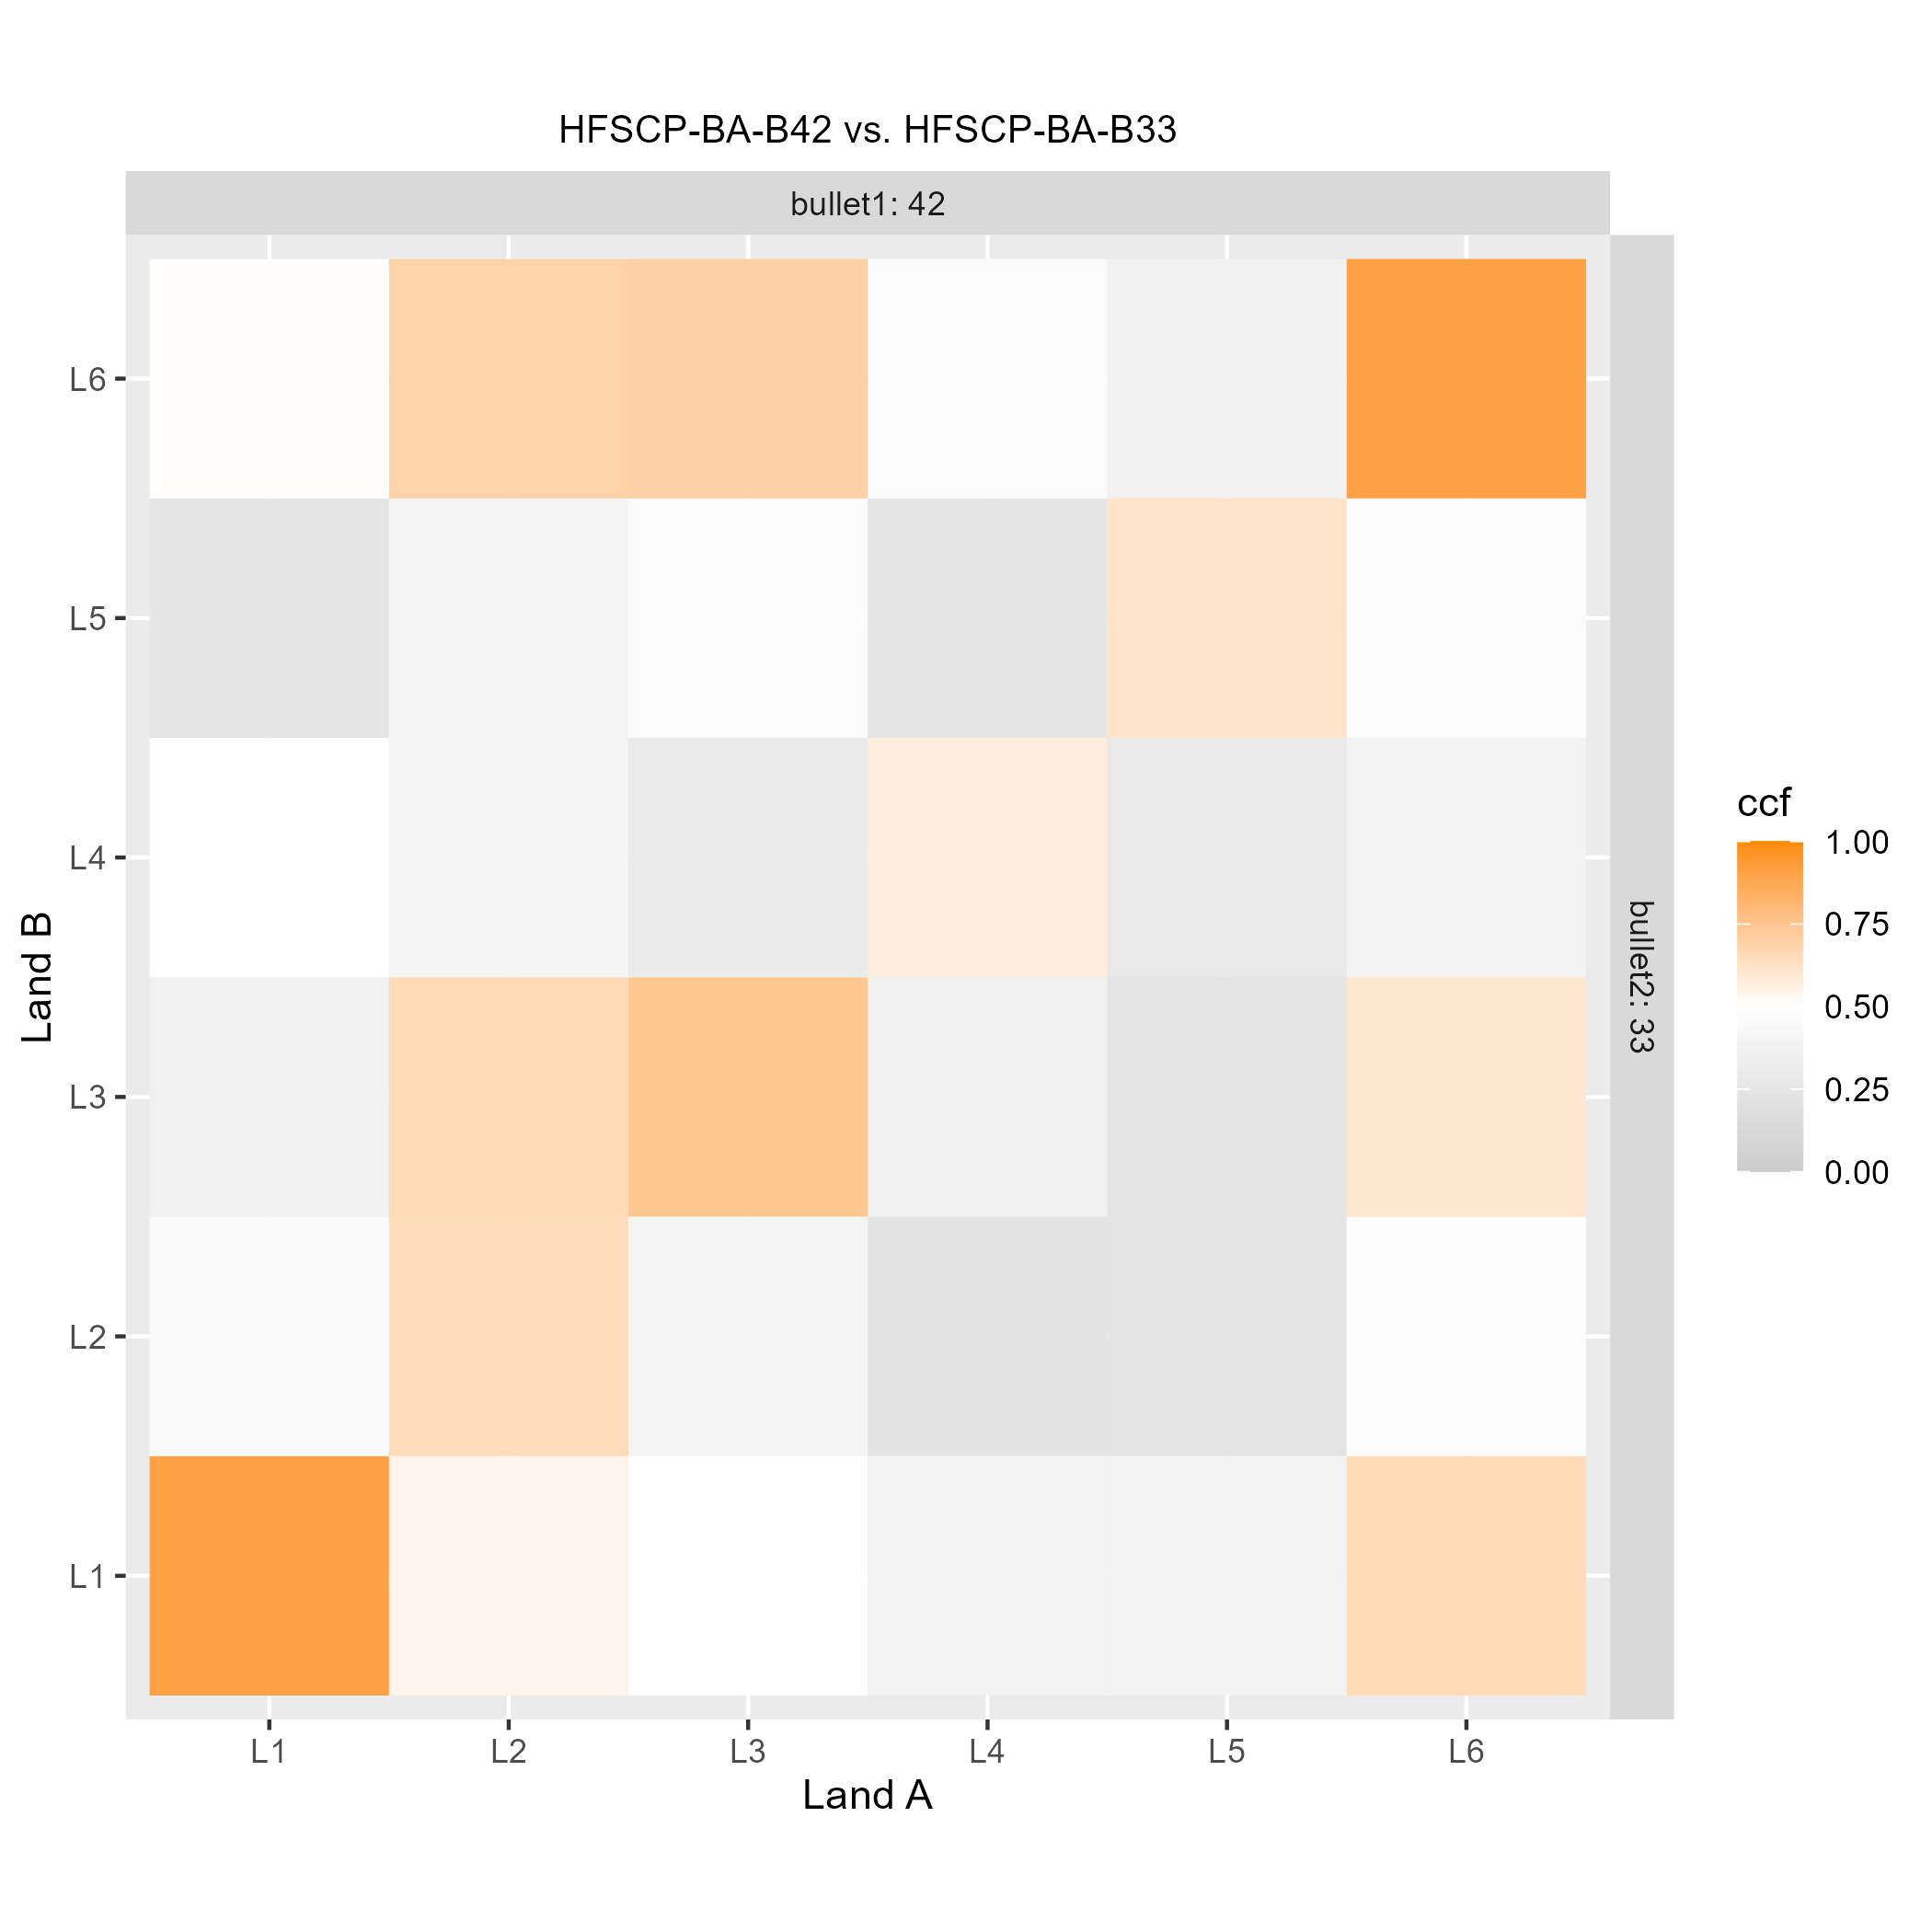 HFSCP-BA-B42 vs. HFSCP-BA-B33
bullet1: 42
L6
L5
L4
L3
L2
L1
Land B
bullet2: 33
L1 L2 L3 L4 L5 L6
Land A
ccf
1.00
0.75
0.50
0.25
0.00